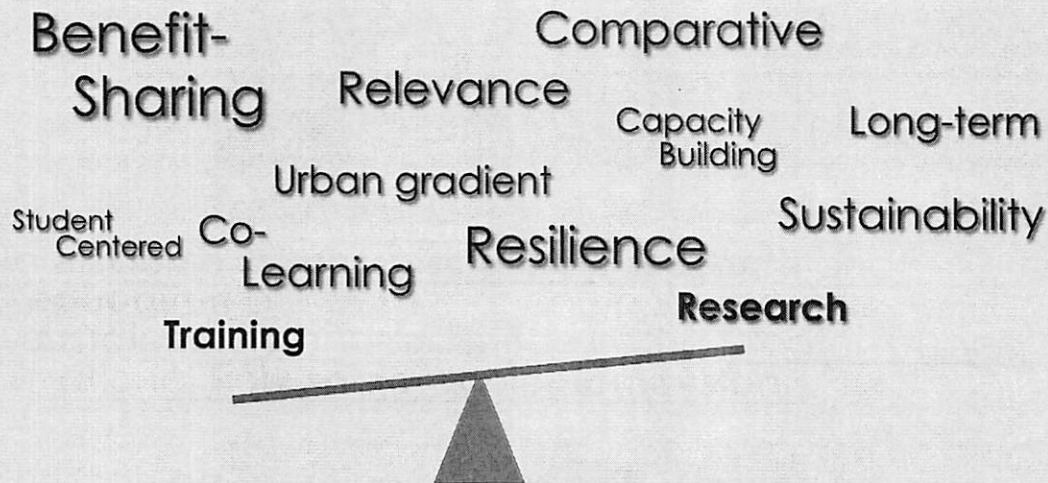 Benefit-
Sharing
Comparative
Relevance
Capacity
Building
Long-term
Urban gradient
Student
Centered
Co-
Learning
Resilience
Sustainability
Training
Research